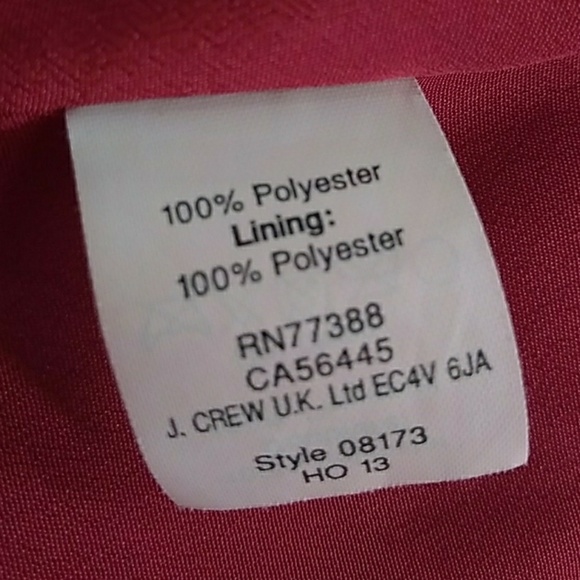 100% Polyester
Lining:
100% Polyester
RN77388
CA56445
J. CREW U.K. Ltd EC4V 6JA
Style 08173
HO 13